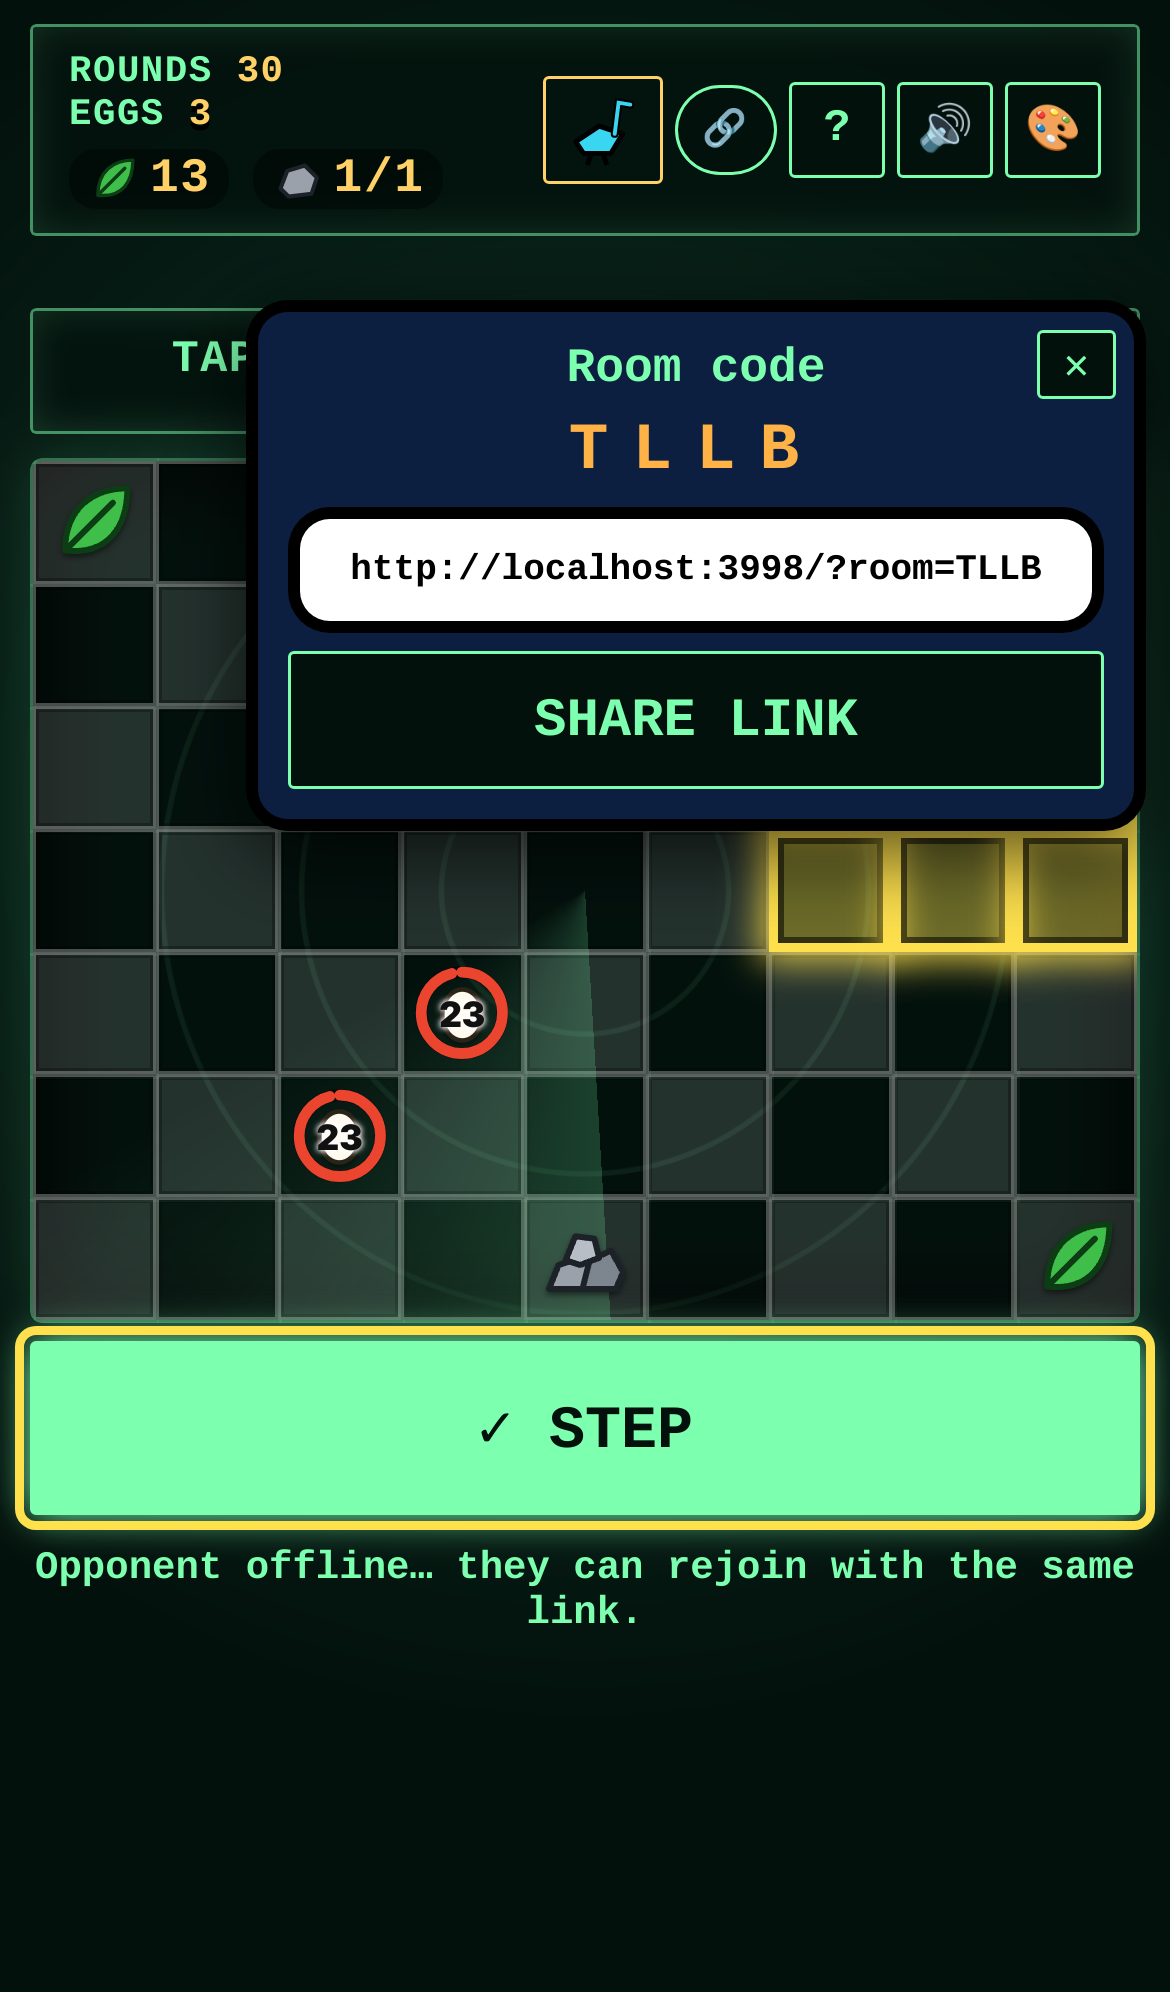 ROUNDS 30
EGGS 3
13
1/1
?
TAP
Room code
×
TLLB
http://localhost:3998/?room=TLLB
SHARE LINK
23
23
✓ STEP
Opponent offline… they can rejoin with the same
link.